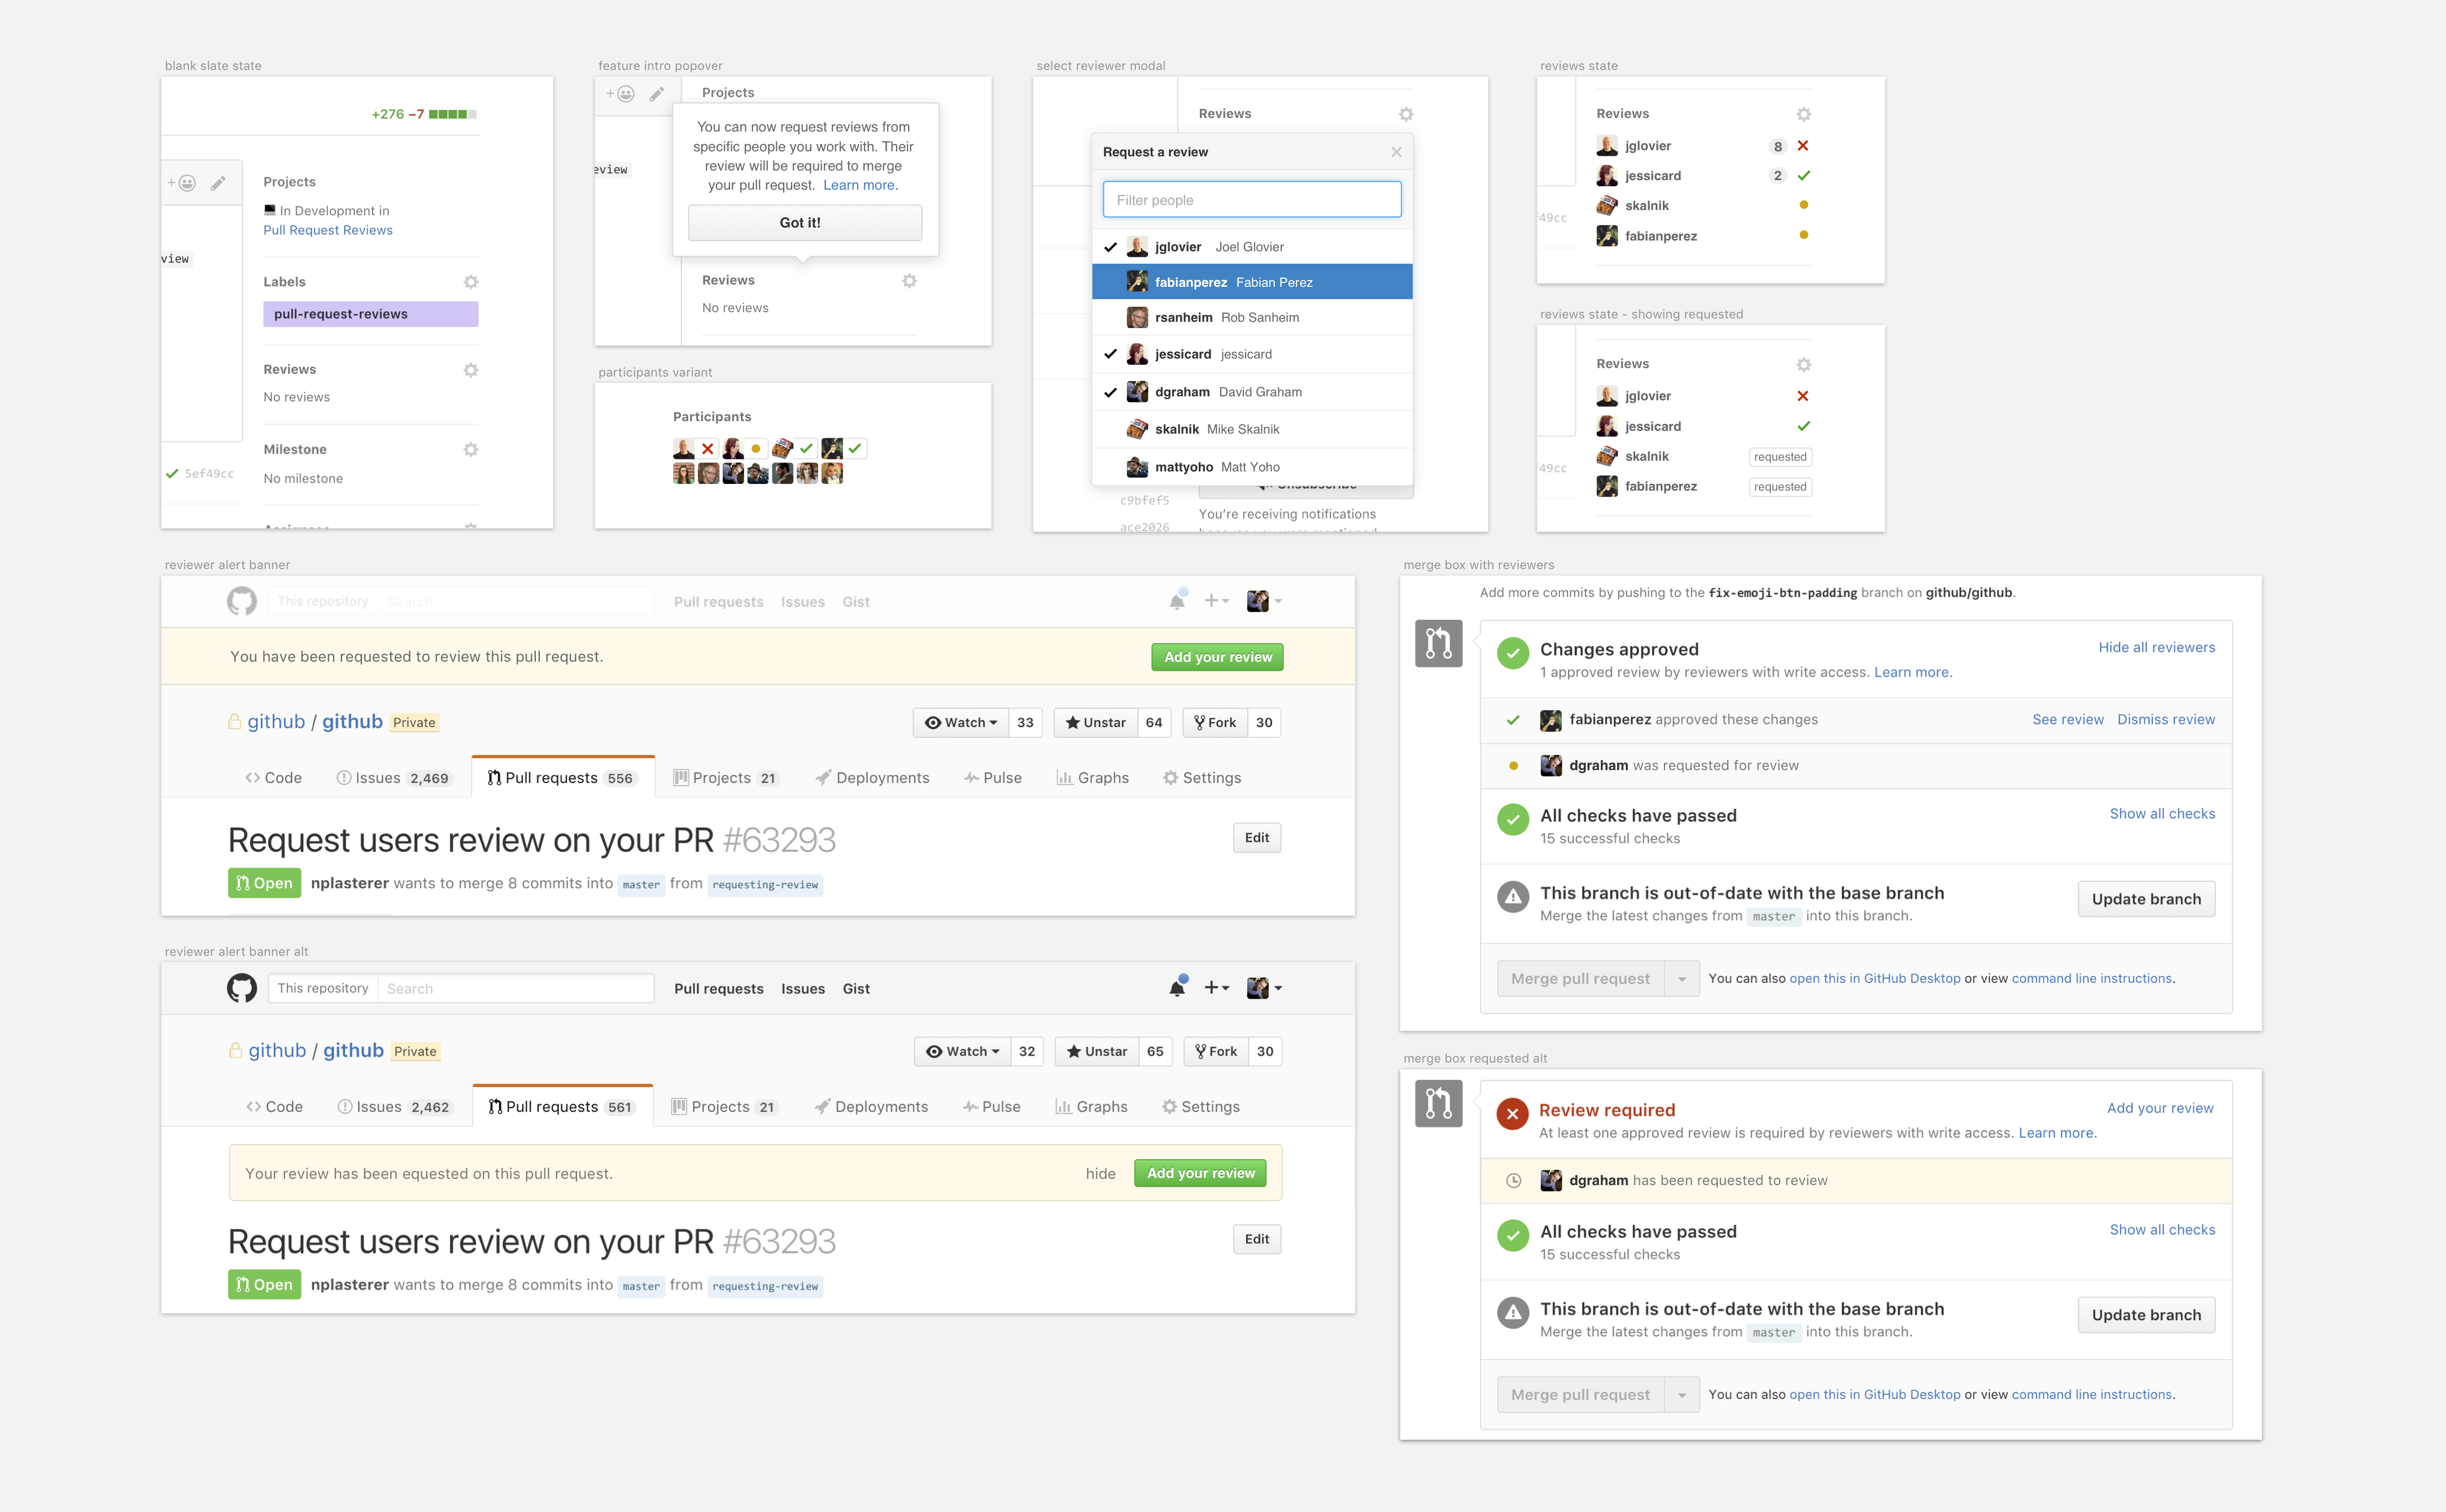 blank slate state
+276 −7
Projects
In Development in
Pull Request Reviews
view
Labels
pull-request-reviews
Reviews
No reviews
Milestone
5ef49cc
No milestone
Assignees
feature intro popover
Projects
You can now request reviews from
specific people you work with. Their
review will be required to merge
your pull request. Learn more.
eview
Got it!
Reviews
No reviews
participants variant
Participants
select reviewer modal
Reviews
Request a review
Filter people
jglovier Joel Glovier
fabianperez Fabian Perez
rsanheim Rob Sanheim
jessicard jessicard
dgraham David Graham
skalnik Mike Skalnik
mattyoho Matt Yoho
Unsubscribe
c9bfef5
You’re receiving notifications
ace2026
because you were mentioned
reviews state
Reviews
jglovier 8
jessicard 2
skalnik
f49cc
fabianperez
reviews state - showing requested
Reviews
jglovier
jessicard
skalnik requested
f49cc
fabianperez requested
reviewer alert banner
This repository Search Pull requests Issues Gist
You have been requested to review this pull request. Add your review
github / github Private Watch 33 Unstar 64 Fork 30
Code Issues 2,469 Pull requests 556 Projects 21 Deployments Pulse Graphs Settings
Request users review on your PR #63293 Edit
Open nplasterer wants to merge 8 commits into master from requesting-review
reviewer alert banner alt
This repository Search Pull requests Issues Gist
github / github Private Watch 32 Unstar 65 Fork 30
Code Issues 2,462 Pull requests 561 Projects 21 Deployments Pulse Graphs Settings
Your review has been equested on this pull request. hide Add your review
Request users review on your PR #63293 Edit
Open nplasterer wants to merge 8 commits into master from requesting-review
merge box with reviewers
Add more commits by pushing to the fix-emoji-btn-padding branch on github/github.
Changes approved Hide all reviewers
1 approved review by reviewers with write access. Learn more.
fabianperez approved these changes See review Dismiss review
dgraham was requested for review
All checks have passed Show all checks
15 successful checks
This branch is out-of-date with the base branch Update branch
Merge the latest changes from master into this branch.
Merge pull request You can also open this in GitHub Desktop or view command line instructions.
merge box requested alt
Review required Add your review
At least one approved review is required by reviewers with write access. Learn more.
dgraham has been requested to review
All checks have passed Show all checks
15 successful checks
This branch is out-of-date with the base branch Update branch
Merge the latest changes from master into this branch.
Merge pull request You can also open this in GitHub Desktop or view command line instructions.